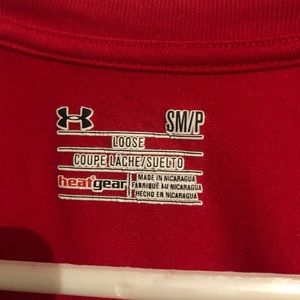 SM/P
LOOSE
COUPE LÂCHE/SUELTO
heatgear
MADE IN NICARAGUA
FABRIQUÉ AU NICARAGUA
HECHO EN NICARAGUA